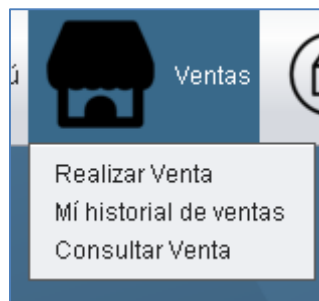 ú
Ventas
Realizar Venta
Mí historial de ventas
Consultar Venta